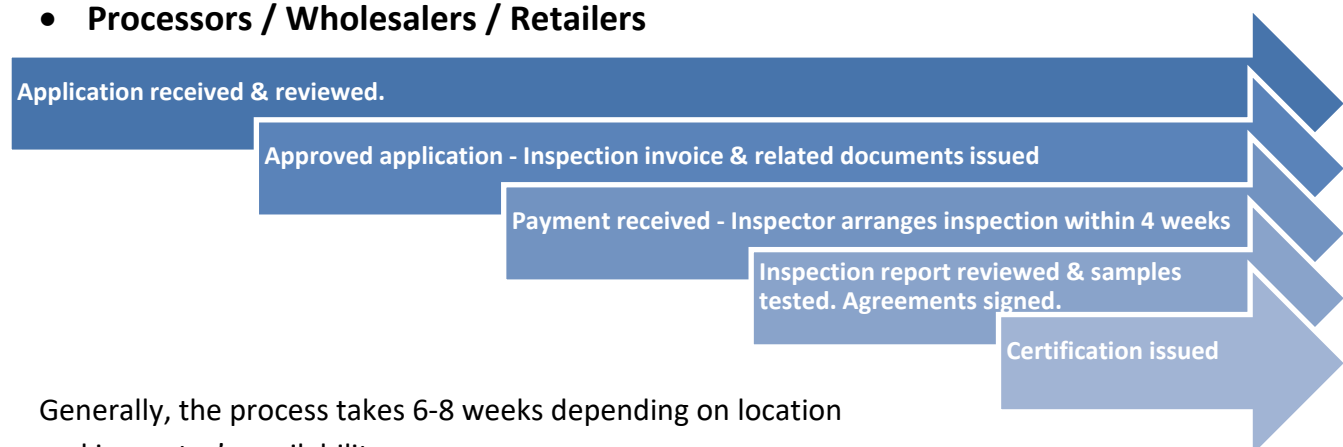 • Processors / Wholesalers / Retailers
Application received & reviewed.
Approved application - Inspection invoice & related documents issued
Payment received - Inspector arranges inspection within 4 weeks
Inspection report reviewed & samples
tested. Agreements signed.
Certification issued
Generally, the process takes 6-8 weeks depending on location